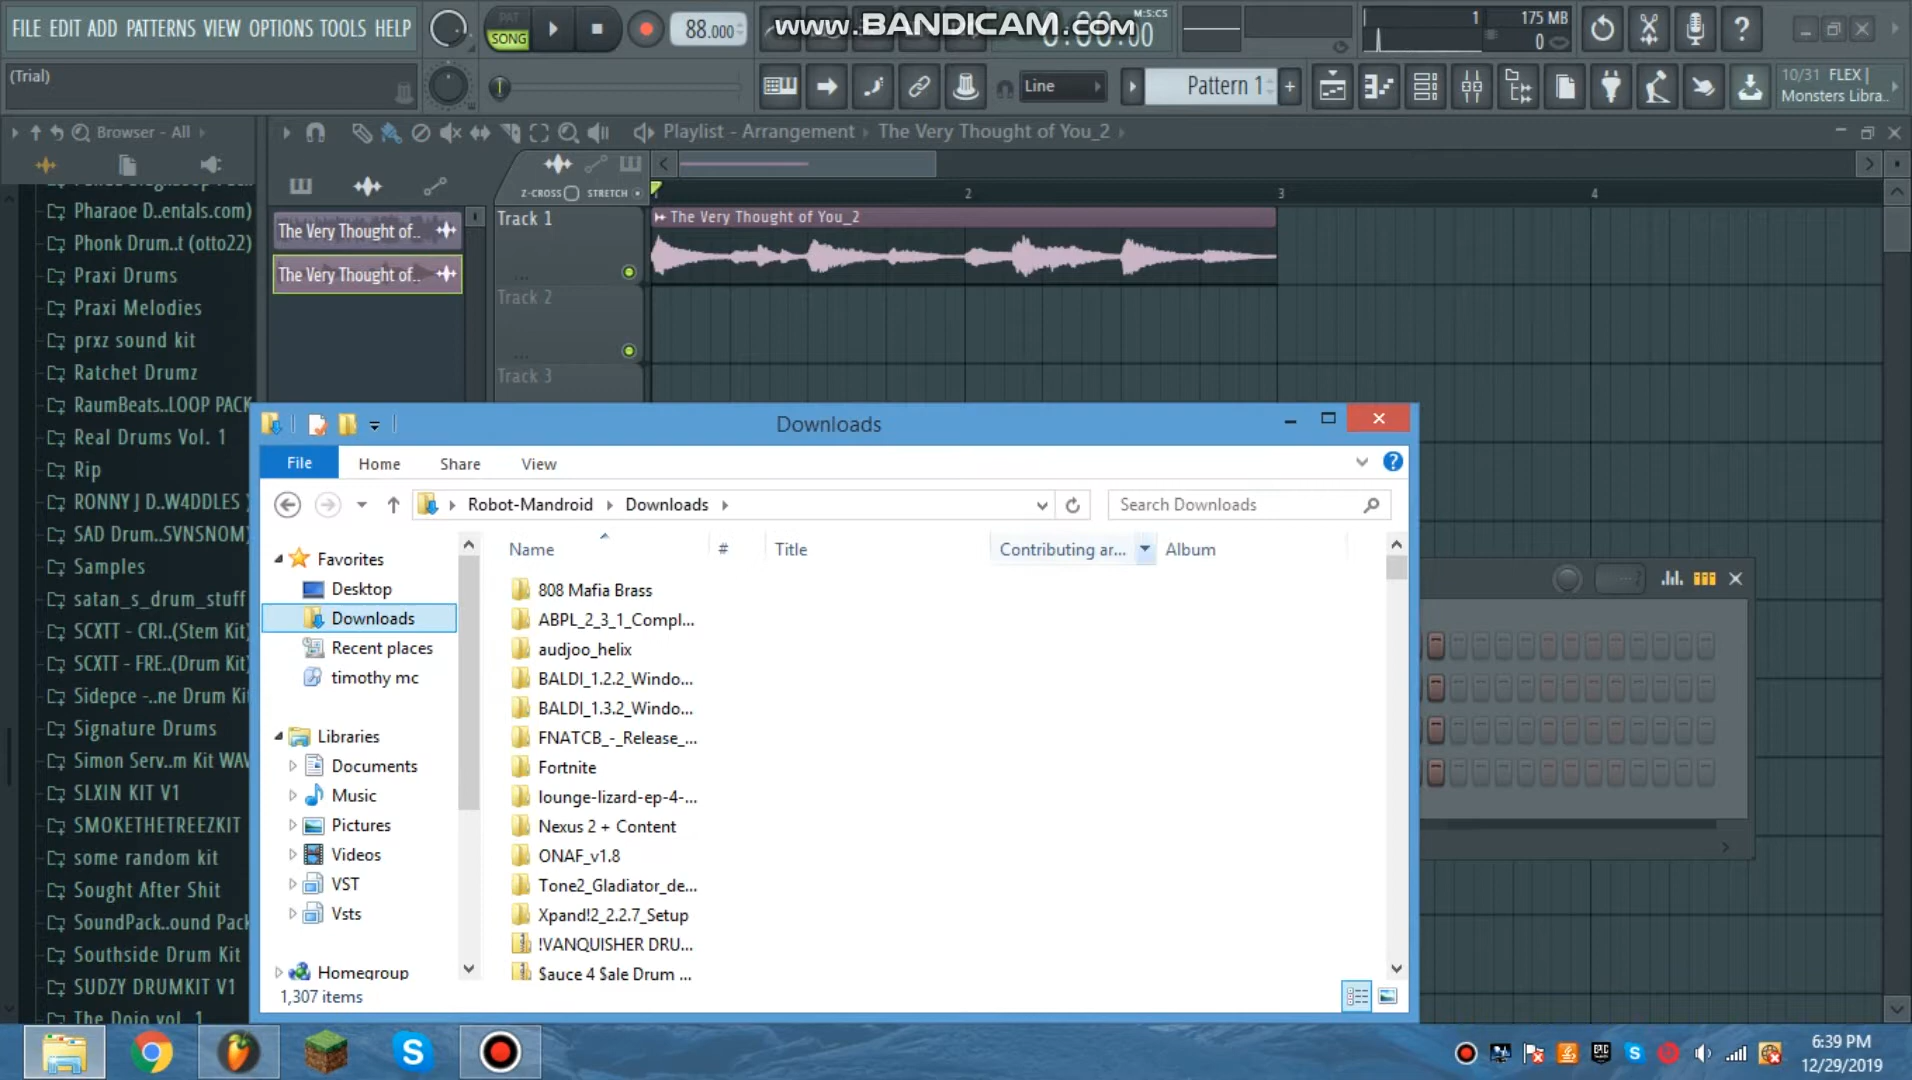 FILE EDIT ADD PATTERNS VIEW OPTIONS TOOLS HELP
PAT
SONG
88.000
www.BANDICAM.com
M:S:CS
1
175 MB
0
(Trial)
Line
Pattern 1
10/31 FLEX |
Monsters Libra..
Browser - All
Playlist - Arrangement
The Very Thought of You_2
Z-CROSS
STRETCH
2
3
4
The Very Thought of..
The Very Thought of..
Track 1
The Very Thought of You_2
Track 2
Track 3
Pharaoe D..entals.com)
Phonk Drum..t (otto22)
Praxi Drums
Praxi Melodies
prxz sound kit
Ratchet Drumz
RaumBeats..LOOP PACK
Real Drums Vol. 1
Rip
RONNY J D..W4DDLES )
SAD Drum..SVNSNOM)
Samples
satan_s_drum_stuff
SCXTT - CRI..(Stem Kit)
SCXTT - FRE..(Drum Kit)
Sidepce -..ne Drum Ki
Signature Drums
Simon Serv..m Kit WAV
SLXIN KIT V1
SMOKETHETREEZKIT
some random kit
Sought After Shit
SoundPack..ound Pack
Southside Drum Kit
SUDZY DRUMKIT V1
The Dojo vol. 1
Downloads
File
Home
Share
View
Robot-Mandroid
Downloads
Search Downloads
Name
#
Title
Contributing ar...
Album
Favorites
Desktop
Downloads
Recent places
timothy mc
Libraries
Documents
Music
Pictures
Videos
VST
Vsts
Homegroup
808 Mafia Brass
ABPL_2_3_1_Compl...
audjoo_helix
BALDI_1.2.2_Windo...
BALDI_1.3.2_Windo...
FNATCB_-_Release_...
Fortnite
lounge-lizard-ep-4-...
Nexus 2 + Content
ONAF_v1.8
Tone2_Gladiator_de...
Xpand!2_2.2.7_Setup
!VANQUISHER DRU...
$auce 4 $ale Drum ...
1,307 items
6:39 PM
12/29/2019